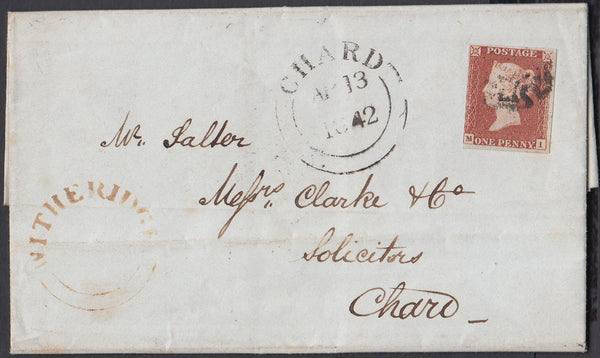 CHARD
AP 13
1842
POSTAGE
M ONE PENNY I
Mr. Salter
Messrs. Clarke & Co
Solicitors
Chard
WITHERIDGE